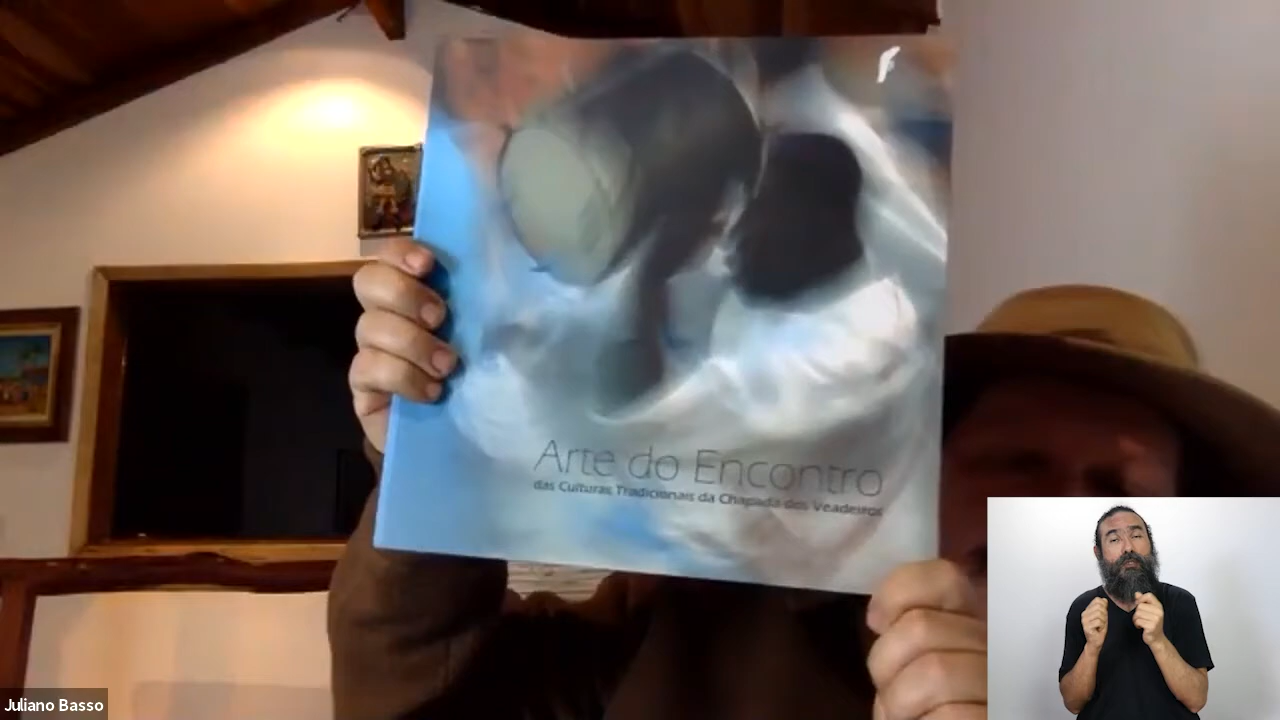 Arte do Encontro
das Culturas Tradicionais da Chapada dos Veadeiros
Juliano Basso